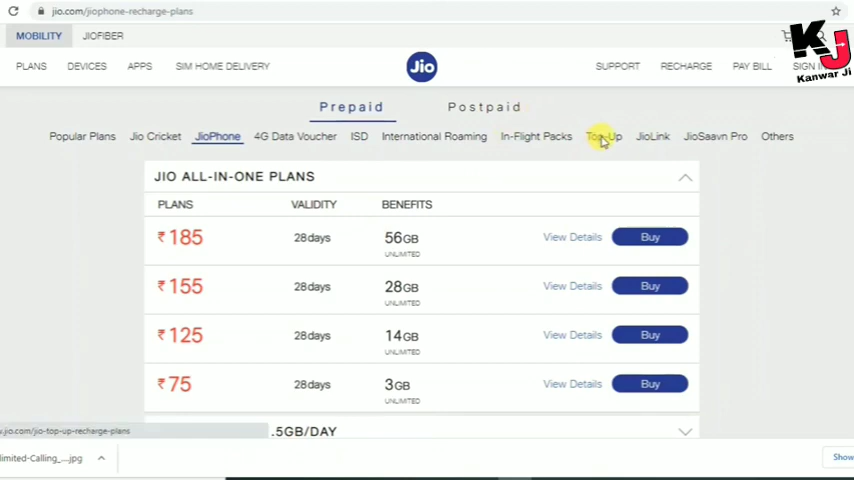 jio.com/jiophone-recharge-plans
MOBILITY JIOFIBER
PLANS DEVICES APPS SIM HOME DELIVERY Jio SUPPORT RECHARGE PAY BILL SIGN
KJ
Kanwar Ji
Prepaid Postpaid
Popular Plans Jio Cricket JioPhone 4G Data Voucher ISD International Roaming In-Flight Packs Top-Up JioLink JioSaavn Pro Others
JIO ALL-IN-ONE PLANS
PLANS VALIDITY BENEFITS
₹185 28days 56GB View Details Buy
UNLIMITED
₹155 28days 28GB View Details Buy
UNLIMITED
₹125 28days 14GB View Details Buy
UNLIMITED
₹75 28days 3GB View Details Buy
UNLIMITED
.jio.com/jio-top-up-recharge-plans
.5GB/DAY
limited-Calling_....jpg Show